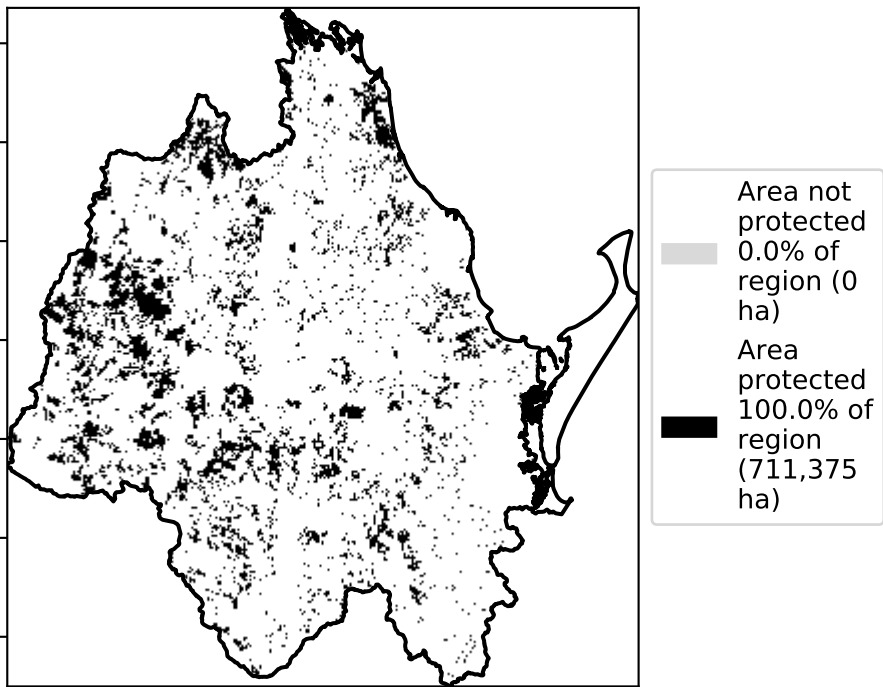 Area not
protected
0.0% of
region (0
ha)
Area
protected
100.0% of
region
(711,375
ha)